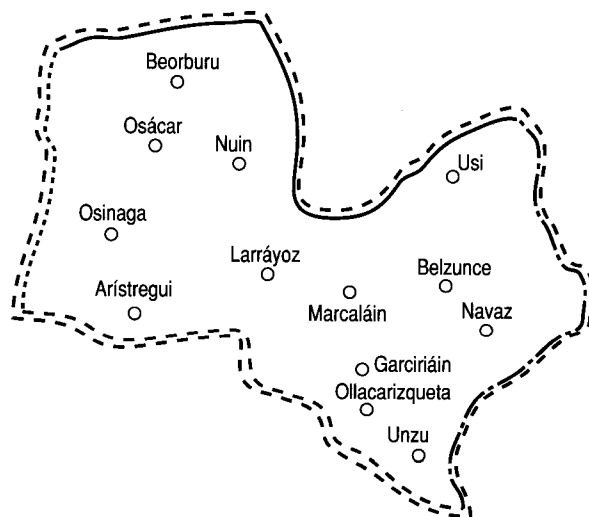 Beorburu
Osácar
Nuin
Usi
Osinaga
Larráyoz
Belzunce
Arístregui
Marcaláin
Navaz
Garciriáin
Ollacarizqueta
Unzu